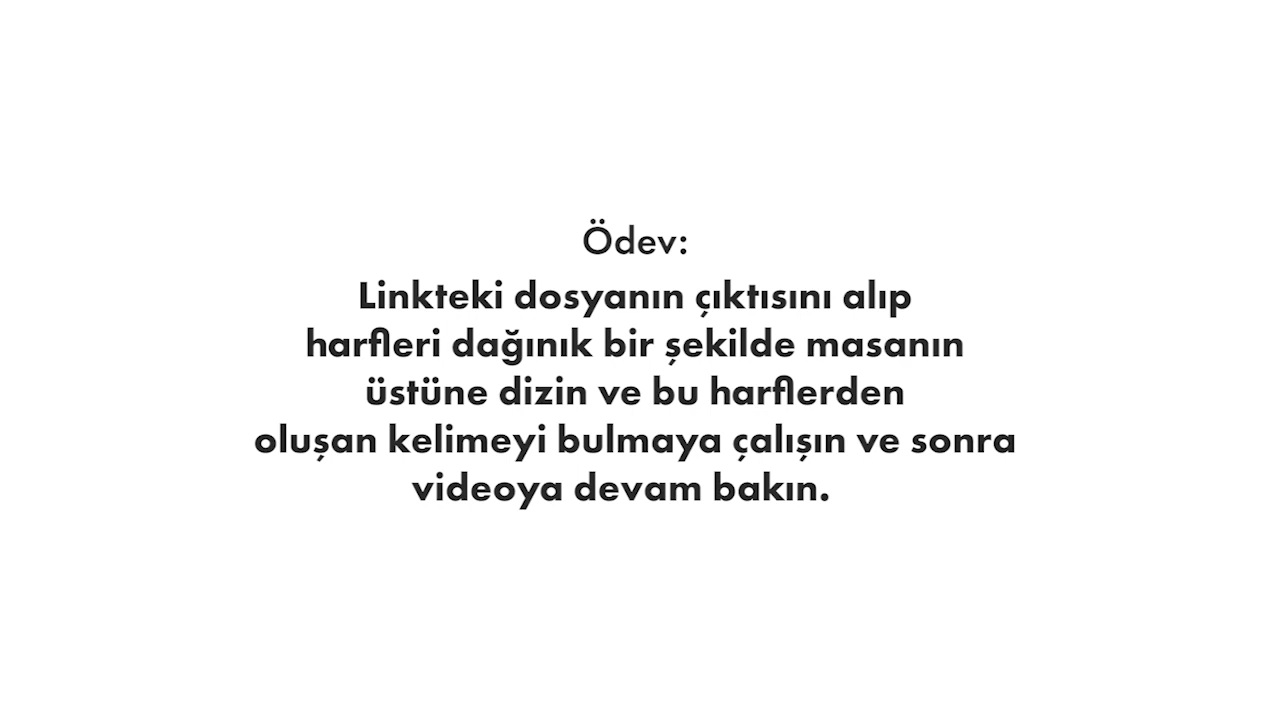 Ödev:
Linkteki dosyanın çıktısını alıp
harfleri dağınık bir şekilde masanın
üstüne dizin ve bu harflerden
oluşan kelimeyi bulmaya çalışın ve sonra
videoya devam bakın.